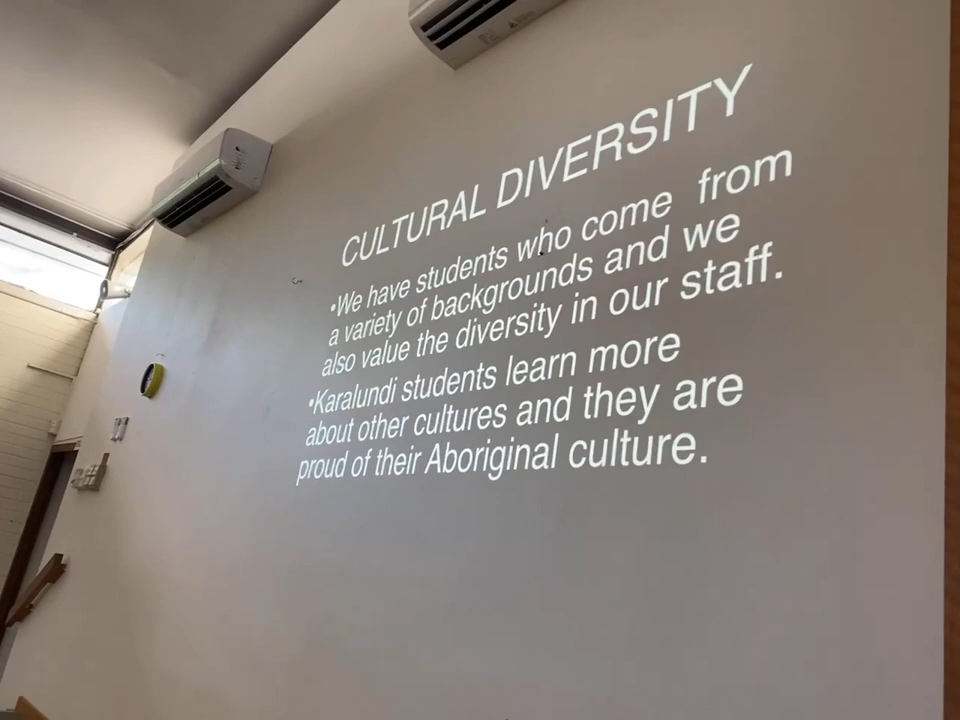 CULTURAL DIVERSITY
•We have students who come from
a variety of backgrounds and we
also value the diversity in our staff.
•Karalundi students learn more
about other cultures and they are
proud of their Aboriginal culture.